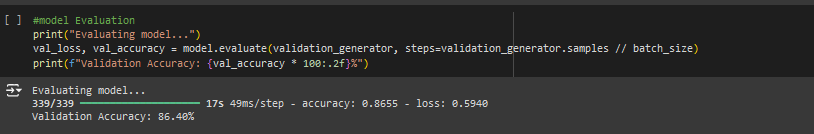 [ ] #model Evaluation
print("Evaluating model...")
val_loss, val_accuracy = model.evaluate(validation_generator, steps=validation_generator.samples // batch_size)
print(f"Validation Accuracy: {val_accuracy * 100:.2f}%")
Evaluating model...
339/339 17s 49ms/step - accuracy: 0.8655 - loss: 0.5940
Validation Accuracy: 86.40%